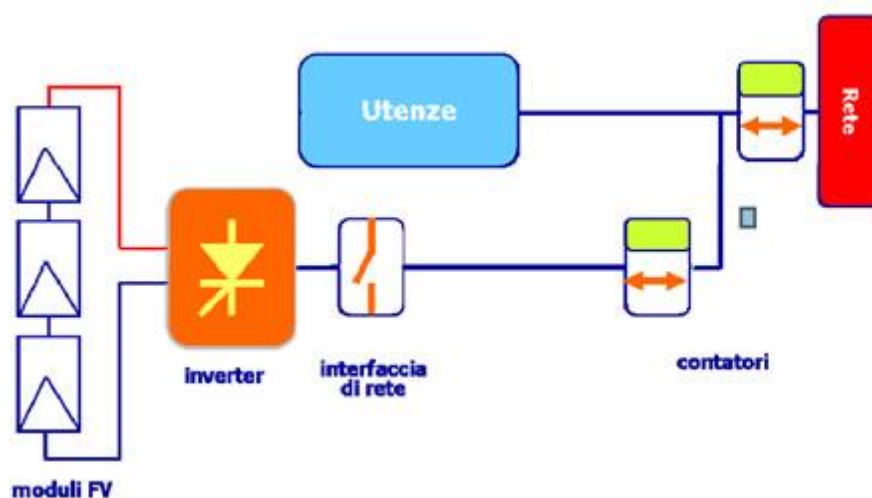 Utenze
Rete
inverter
interfaccia
di rete
contatori
moduli FV